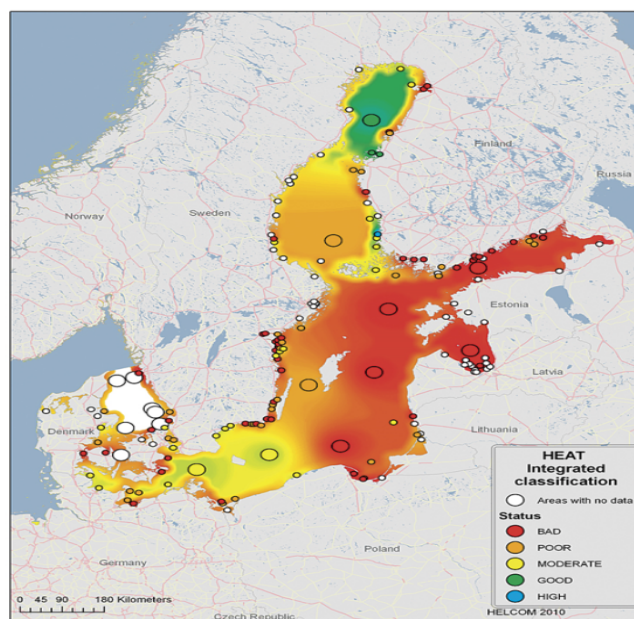 Norway
Sweden
Finland
Russia
Estonia
Latvia
Denmark
Lithuania
Germany
Poland
Czech Republic
0 45 90 180 Kilometers
HEAT
Integrated
classification
Areas with no data
Status
BAD
POOR
MODERATE
GOOD
HIGH
HELCOM 2010